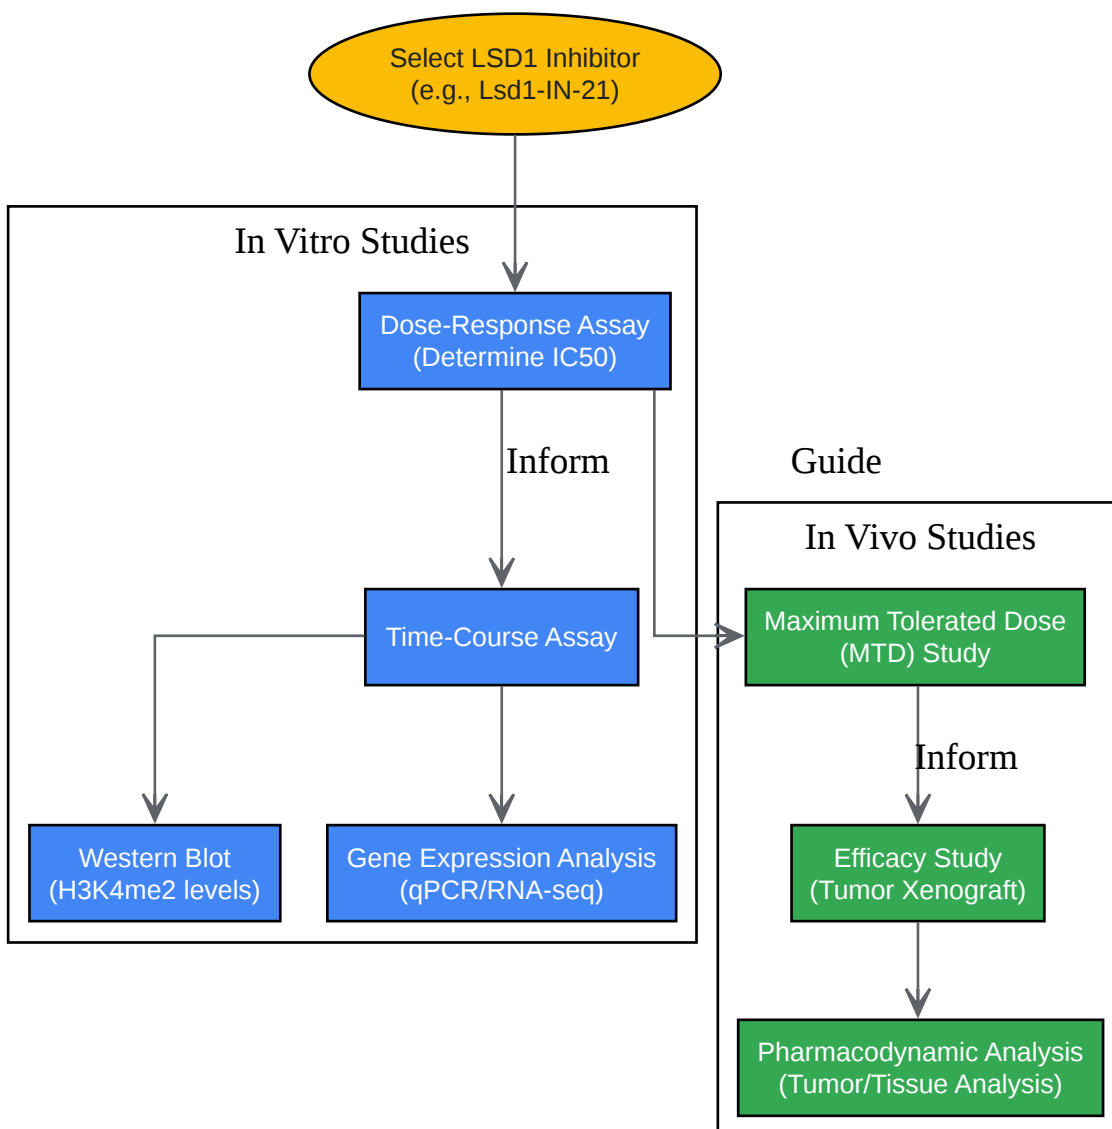 Select LSD1 Inhibitor
(e.g., Lsd1-IN-21)
In Vitro Studies
Dose-Response Assay
(Determine IC50)
Inform
Guide
In Vivo Studies
Time-Course Assay
Maximum Tolerated Dose
(MTD) Study
Inform
Western Blot
(H3K4me2 levels)
Gene Expression Analysis
(qPCR/RNA-seq)
Efficacy Study
(Tumor Xenograft)
Pharmacodynamic Analysis
(Tumor/Tissue Analysis)